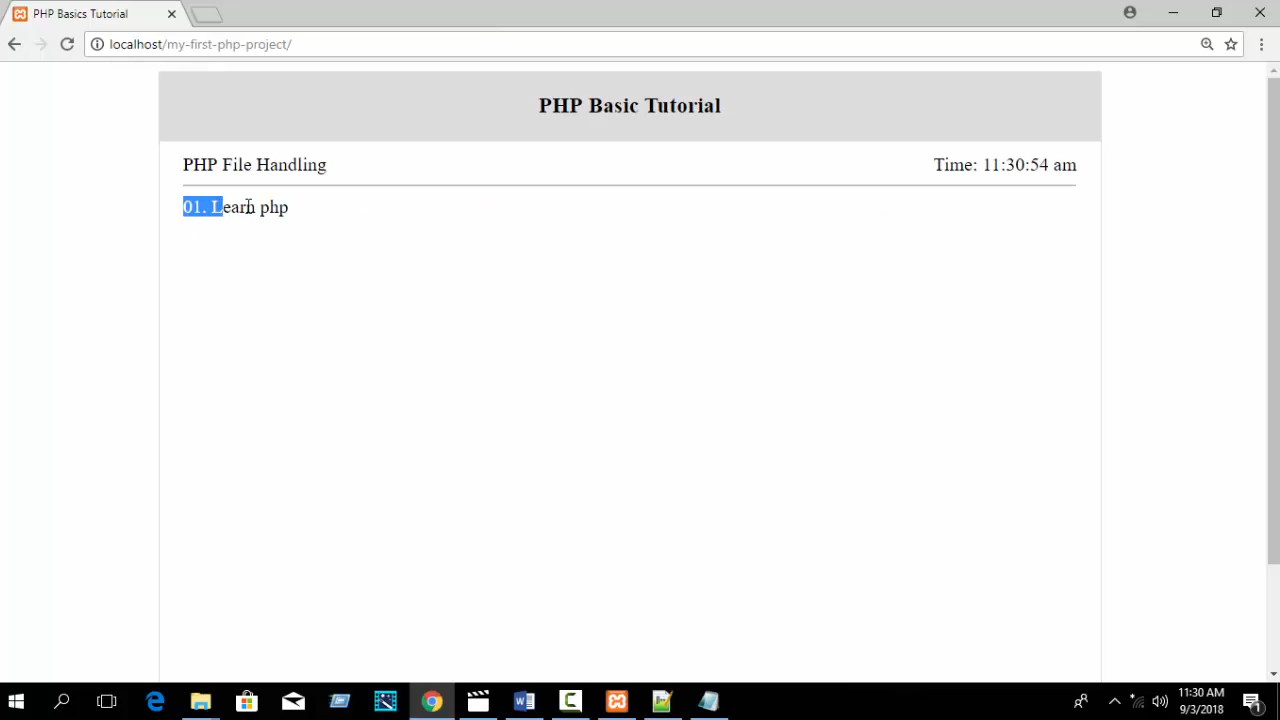 PHP Basics Tutorial
localhost/my-first-php-project/
PHP Basic Tutorial
PHP File Handling
Time: 11:30:54 am
01. Learn php
11:30 AM
9/3/2018
1